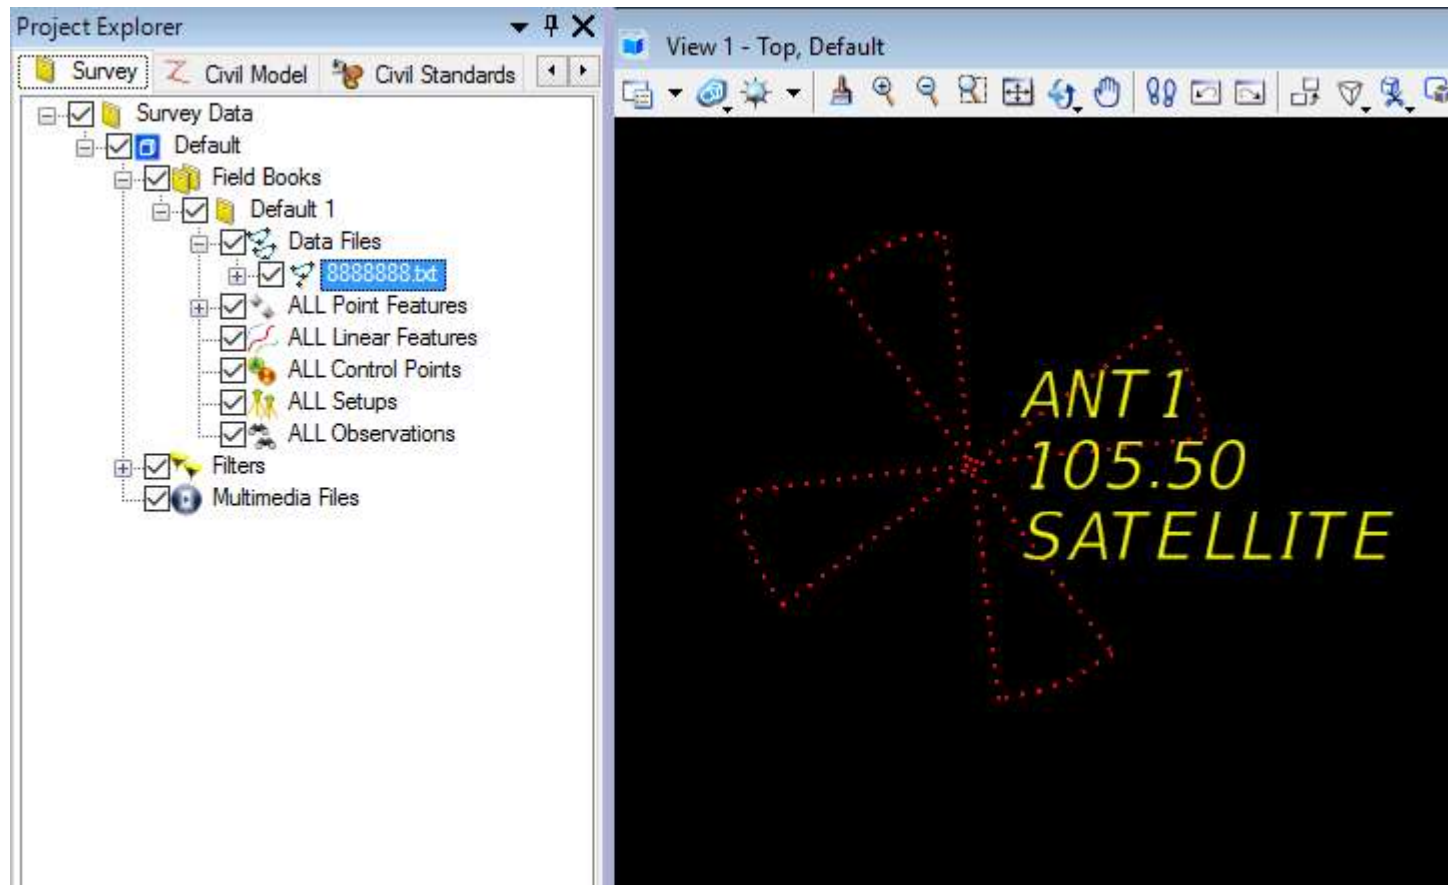 Project Explorer
Survey
Civil Model
Civil Standards
Survey Data
Default
Field Books
Default 1
Data Files
8888888.txt
ALL Point Features
ALL Linear Features
ALL Control Points
ALL Setups
ALL Observations
Filters
Multimedia Files
View 1 - Top, Default
ANT 1
105.50
SATELLITE